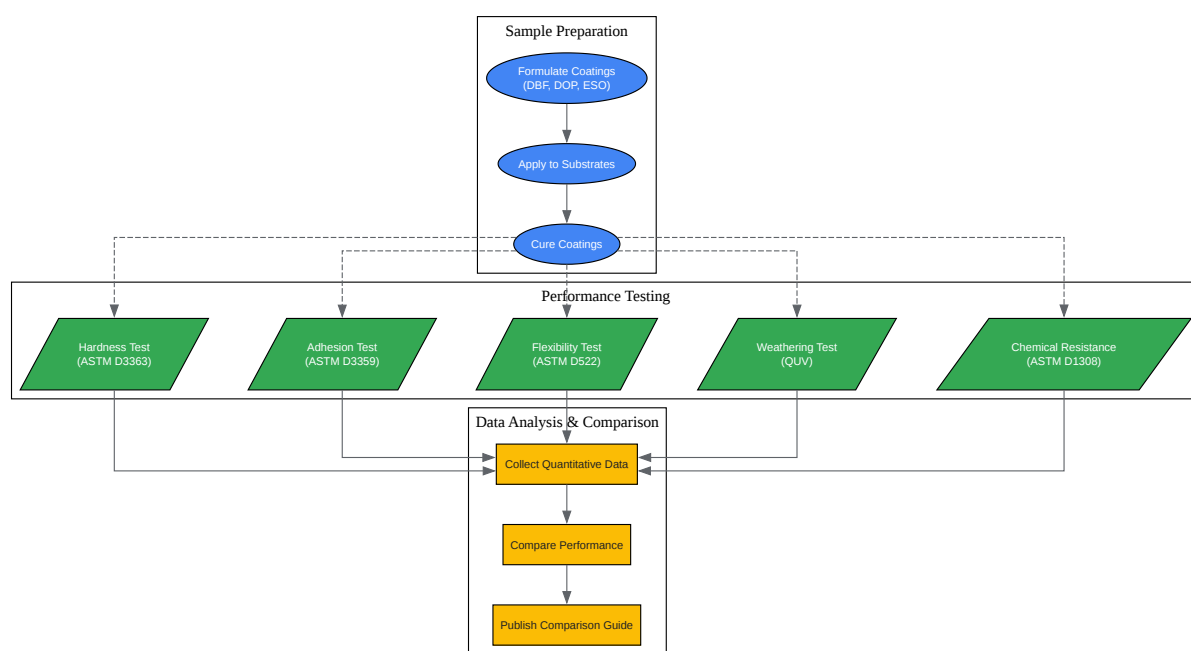 Sample Preparation
Formulate Coatings
(DBF, DOP, ESO)
Apply to Substrates
Cure Coatings
Performance Testing
Hardness Test
(ASTM D3363)
Adhesion Test
(ASTM D3359)
Flexibility Test
(ASTM D522)
Weathering Test
(QUV)
Chemical Resistance
(ASTM D1308)
Data Analysis & Comparison
Collect Quantitative Data
Compare Performance
Publish Comparison Guide